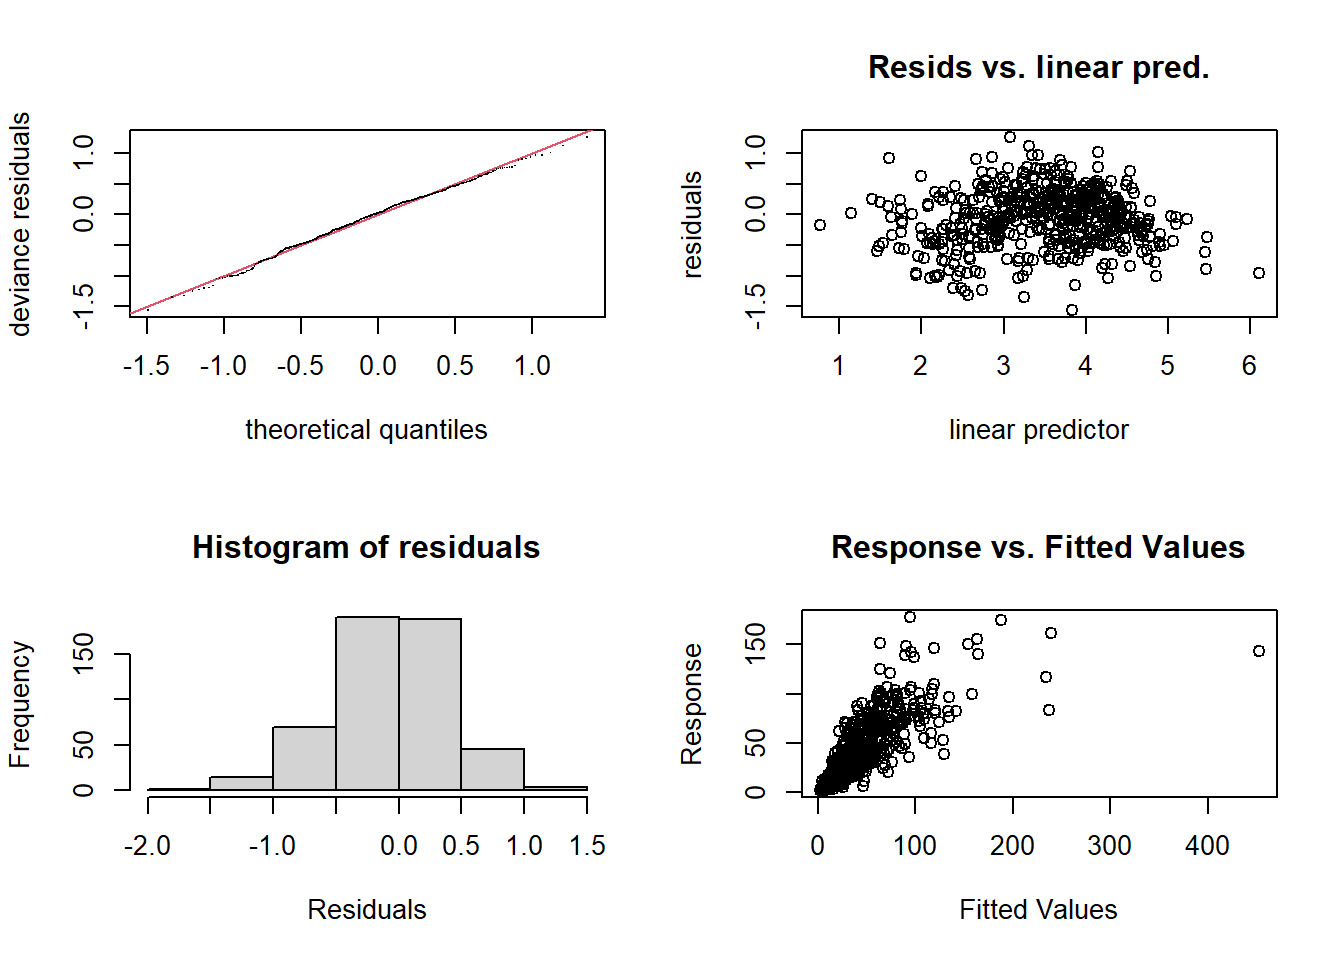 deviance residuals
1.0
0.0
-1.5
-1.5 -1.0 -0.5 0.0 0.5 1.0
theoretical quantiles
Resids vs. linear pred.
residuals
1.0
0.0
-1.5
1 2 3 4 5 6
linear predictor
Histogram of residuals
Frequency
150
50
0
-2.0 -1.0 0.0 0.5 1.0 1.5
Residuals
Response vs. Fitted Values
Response
150
50
0
0 100 200 300 400
Fitted Values